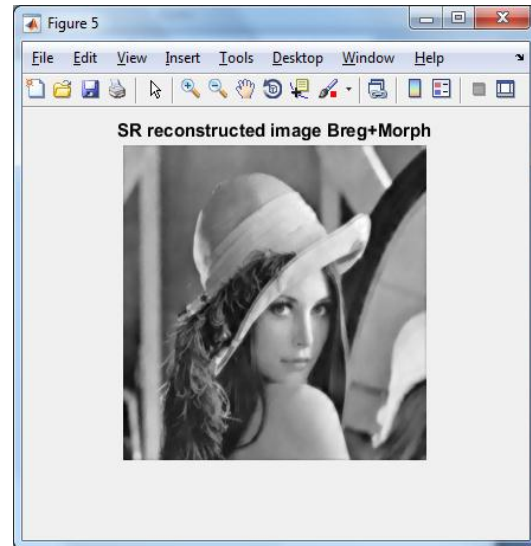 Figure 5
File Edit View Insert Tools Desktop Window Help
SR reconstructed image Breg+Morph